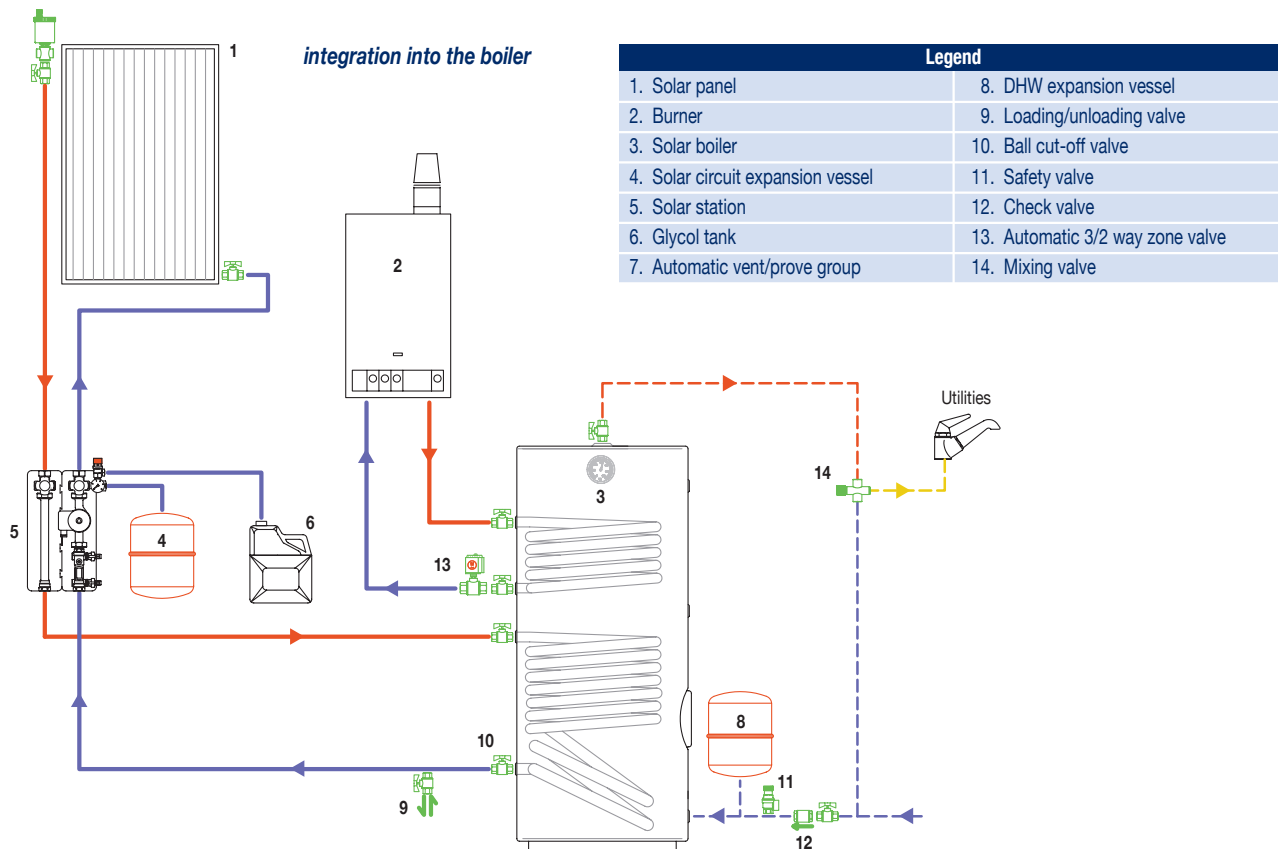 integration into the boiler
Legend
1. Solar panel
2. Burner
3. Solar boiler
4. Solar circuit expansion vessel
5. Solar station
6. Glycol tank
7. Automatic vent/prove group
8. DHW expansion vessel
9. Loading/unloading valve
10. Ball cut-off valve
11. Safety valve
12. Check valve
13. Automatic 3/2 way zone valve
14. Mixing valve
1
2
Utilities
14
3
5
4
6
13
8
10
11
9
12